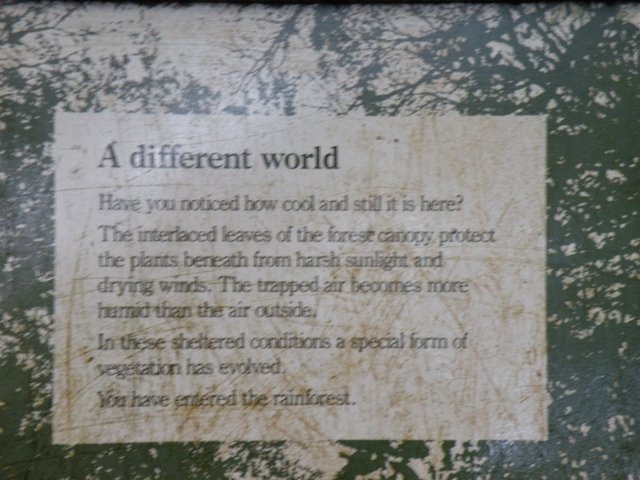 A different world
Have you noticed how cool and still it is here?
The interlaced leaves of the forest canopy protect
the plants beneath from harsh sunlight and
drying winds. The trapped air becomes more
humid than the air outside.
In these sheltered conditions a special form of
vegetation has evolved.
You have entered the rainforest.